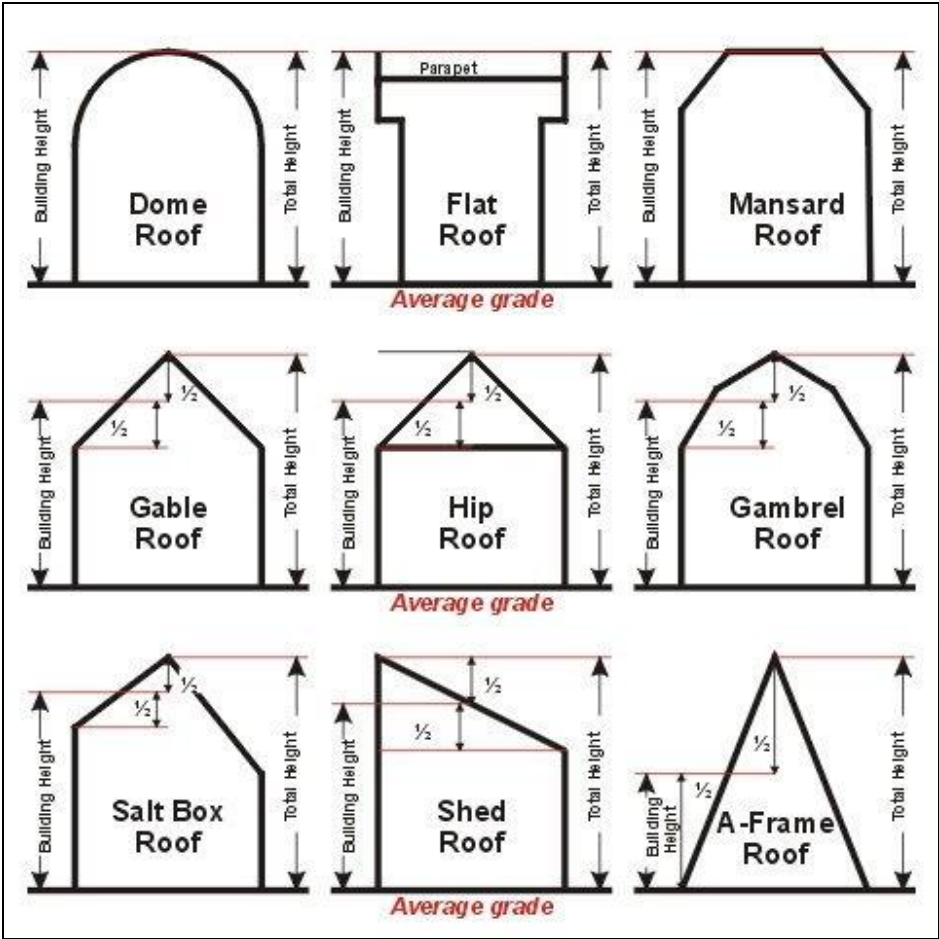 Parapet
Building Height
Total Height
Building Height
Total Height
Building Height
Total Height
Dome
Roof
Flat
Roof
Mansard
Roof
Average grade
½
½
½
½
½
½
Building Height
Total Height
Building Height
Total Height
Building Height
Total Height
Gable
Roof
Hip
Roof
Gambrel
Roof
Average grade
½
½
½
½
½
½
Building Height
Total Height
Building Height
Total Height
Building
Height
Total Height
Salt Box
Roof
Shed
Roof
A-Frame
Roof
Average grade